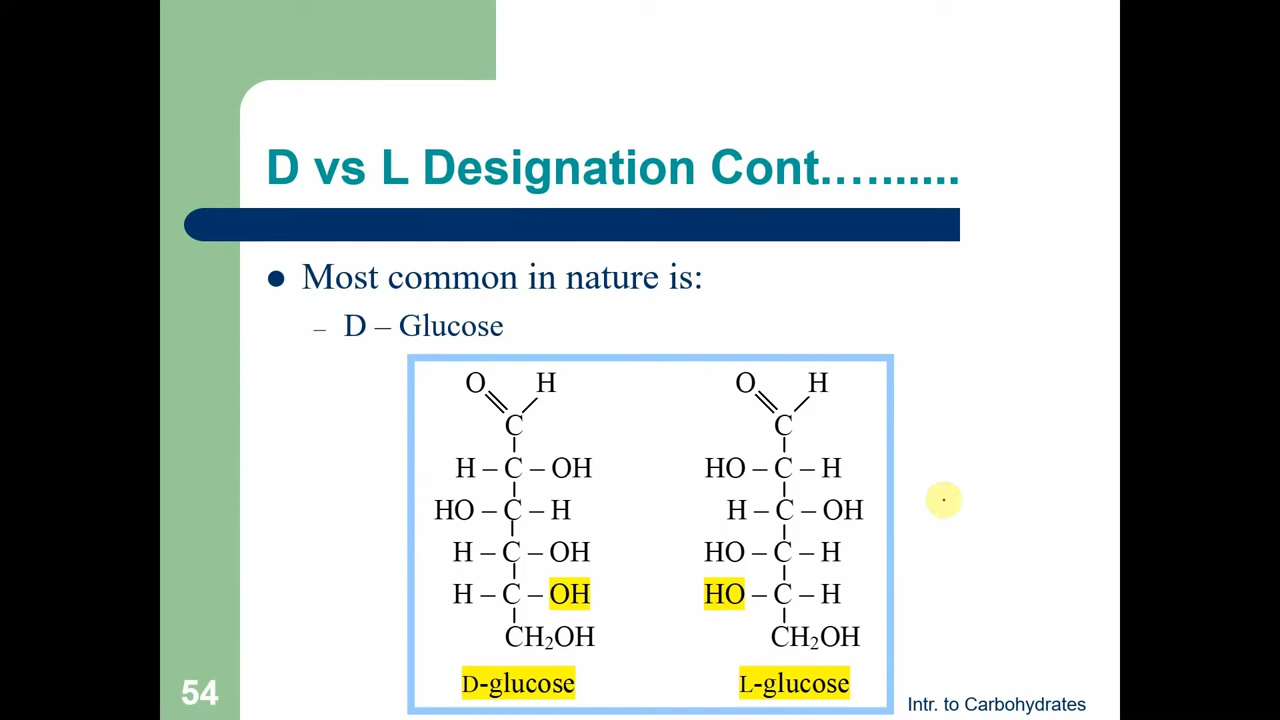 D vs L Designation Cont.….......
Most common in nature is:
– D – Glucose
O H O H
C C
H – C – OH HO – C – H
HO – C – H H – C – OH
H – C – OH HO – C – H
H – C – OH HO – C – H
CH₂OH CH₂OH
D-glucose L-glucose
54
Intr. to Carbohydrates